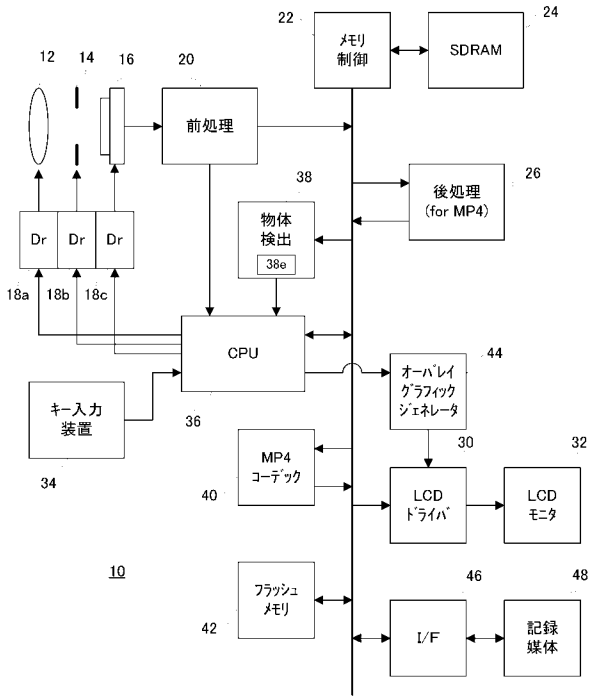 22
メモリ
制御
24
SDRAM
12
14
16
20
前処理
38
物体
検出
38e
26
後処理
(for MP4)
Dr
Dr
Dr
18a
18b
18c
CPU
36
44
オーバレイ
グラフィック
ジェネレータ
キー入力
装置
34
MP4
コーデック
40
30
LCD
ドライバ
32
LCD
モニタ
10
フラッシュ
メモリ
42
46
I/F
48
記録
媒体